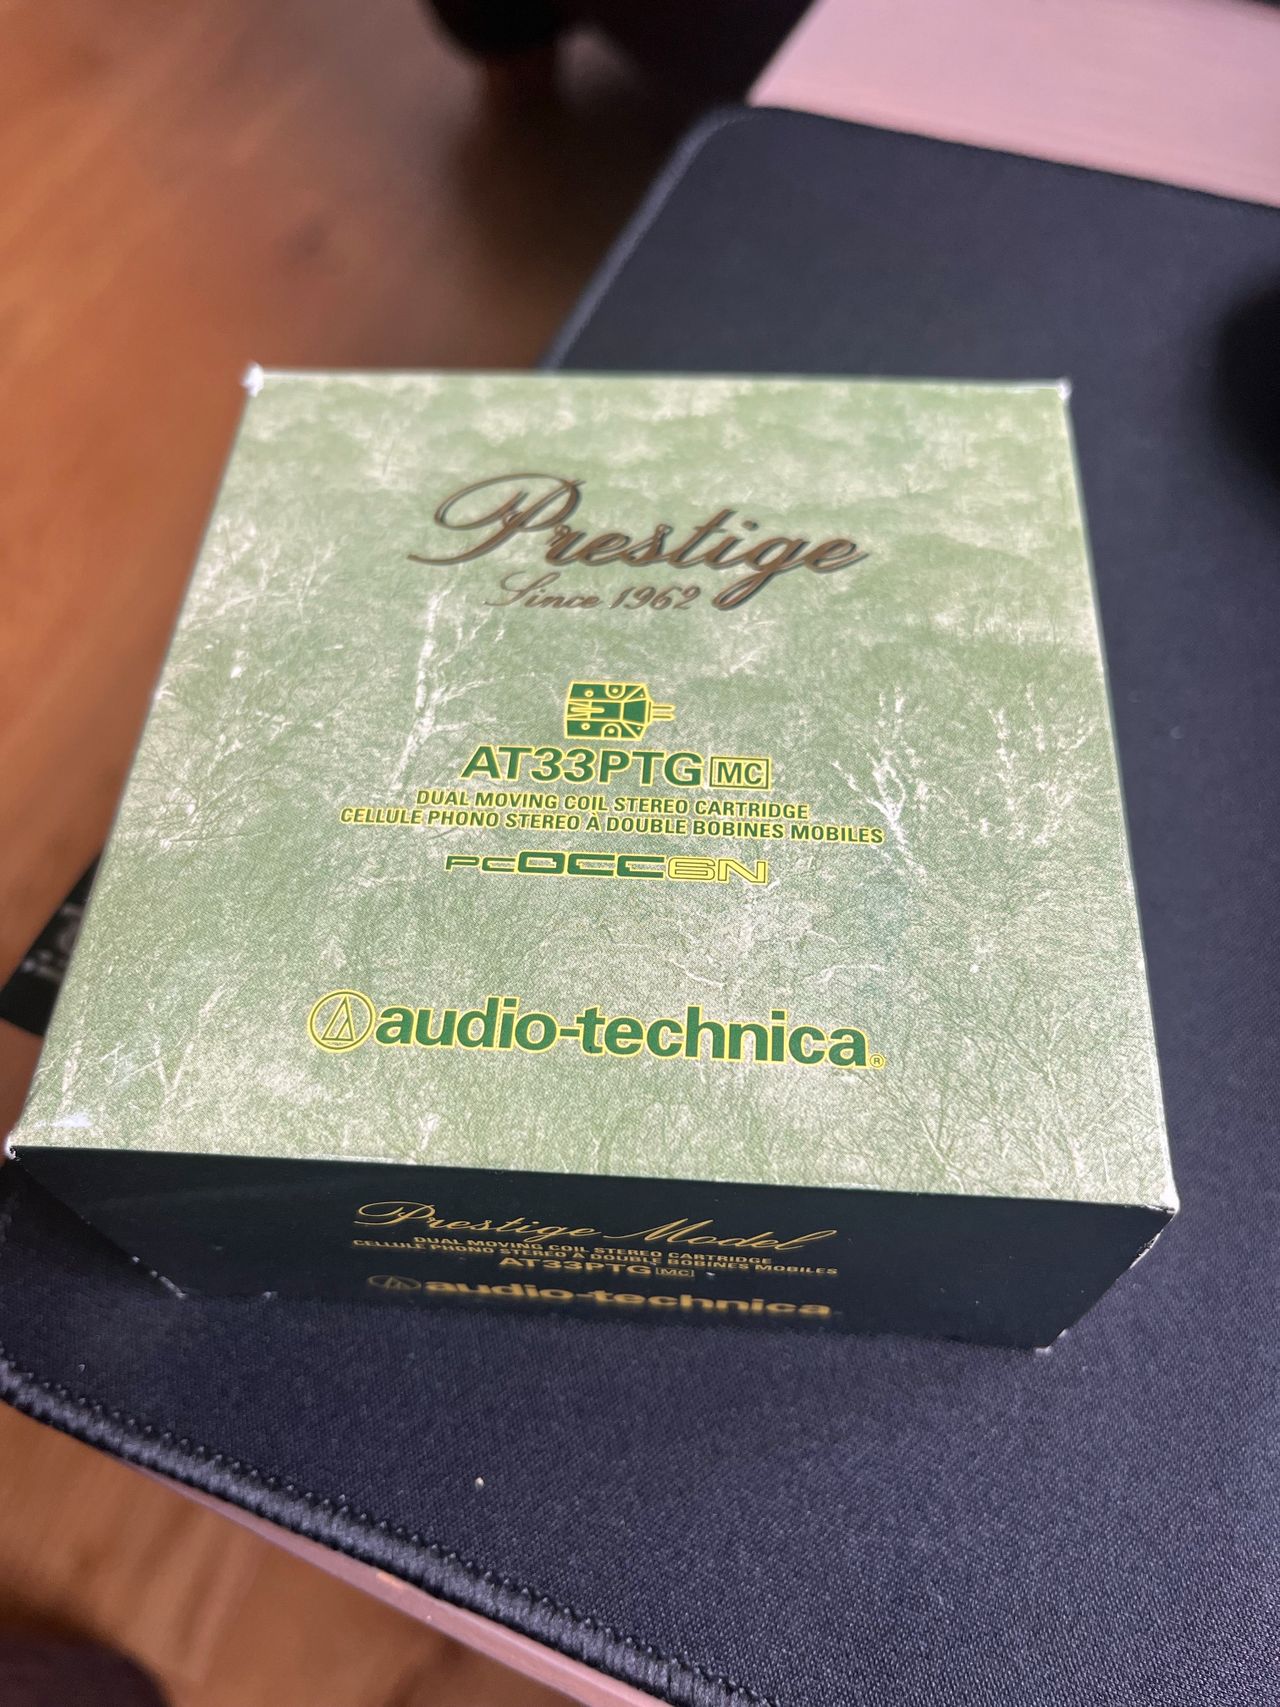 Prestige
Since 1962
AT33PTG MC
DUAL MOVING COIL STEREO CARTRIDGE
CELLULE PHONO STEREO À DOUBLE BOBINES MOBILES
PCOCC6N
audio-technica®
Prestige Model
DUAL MOVING COIL STEREO CARTRIDGE
CELLULE PHONO STEREO À DOUBLE BOBINES MOBILES
AT33PTG MC
audio-technica